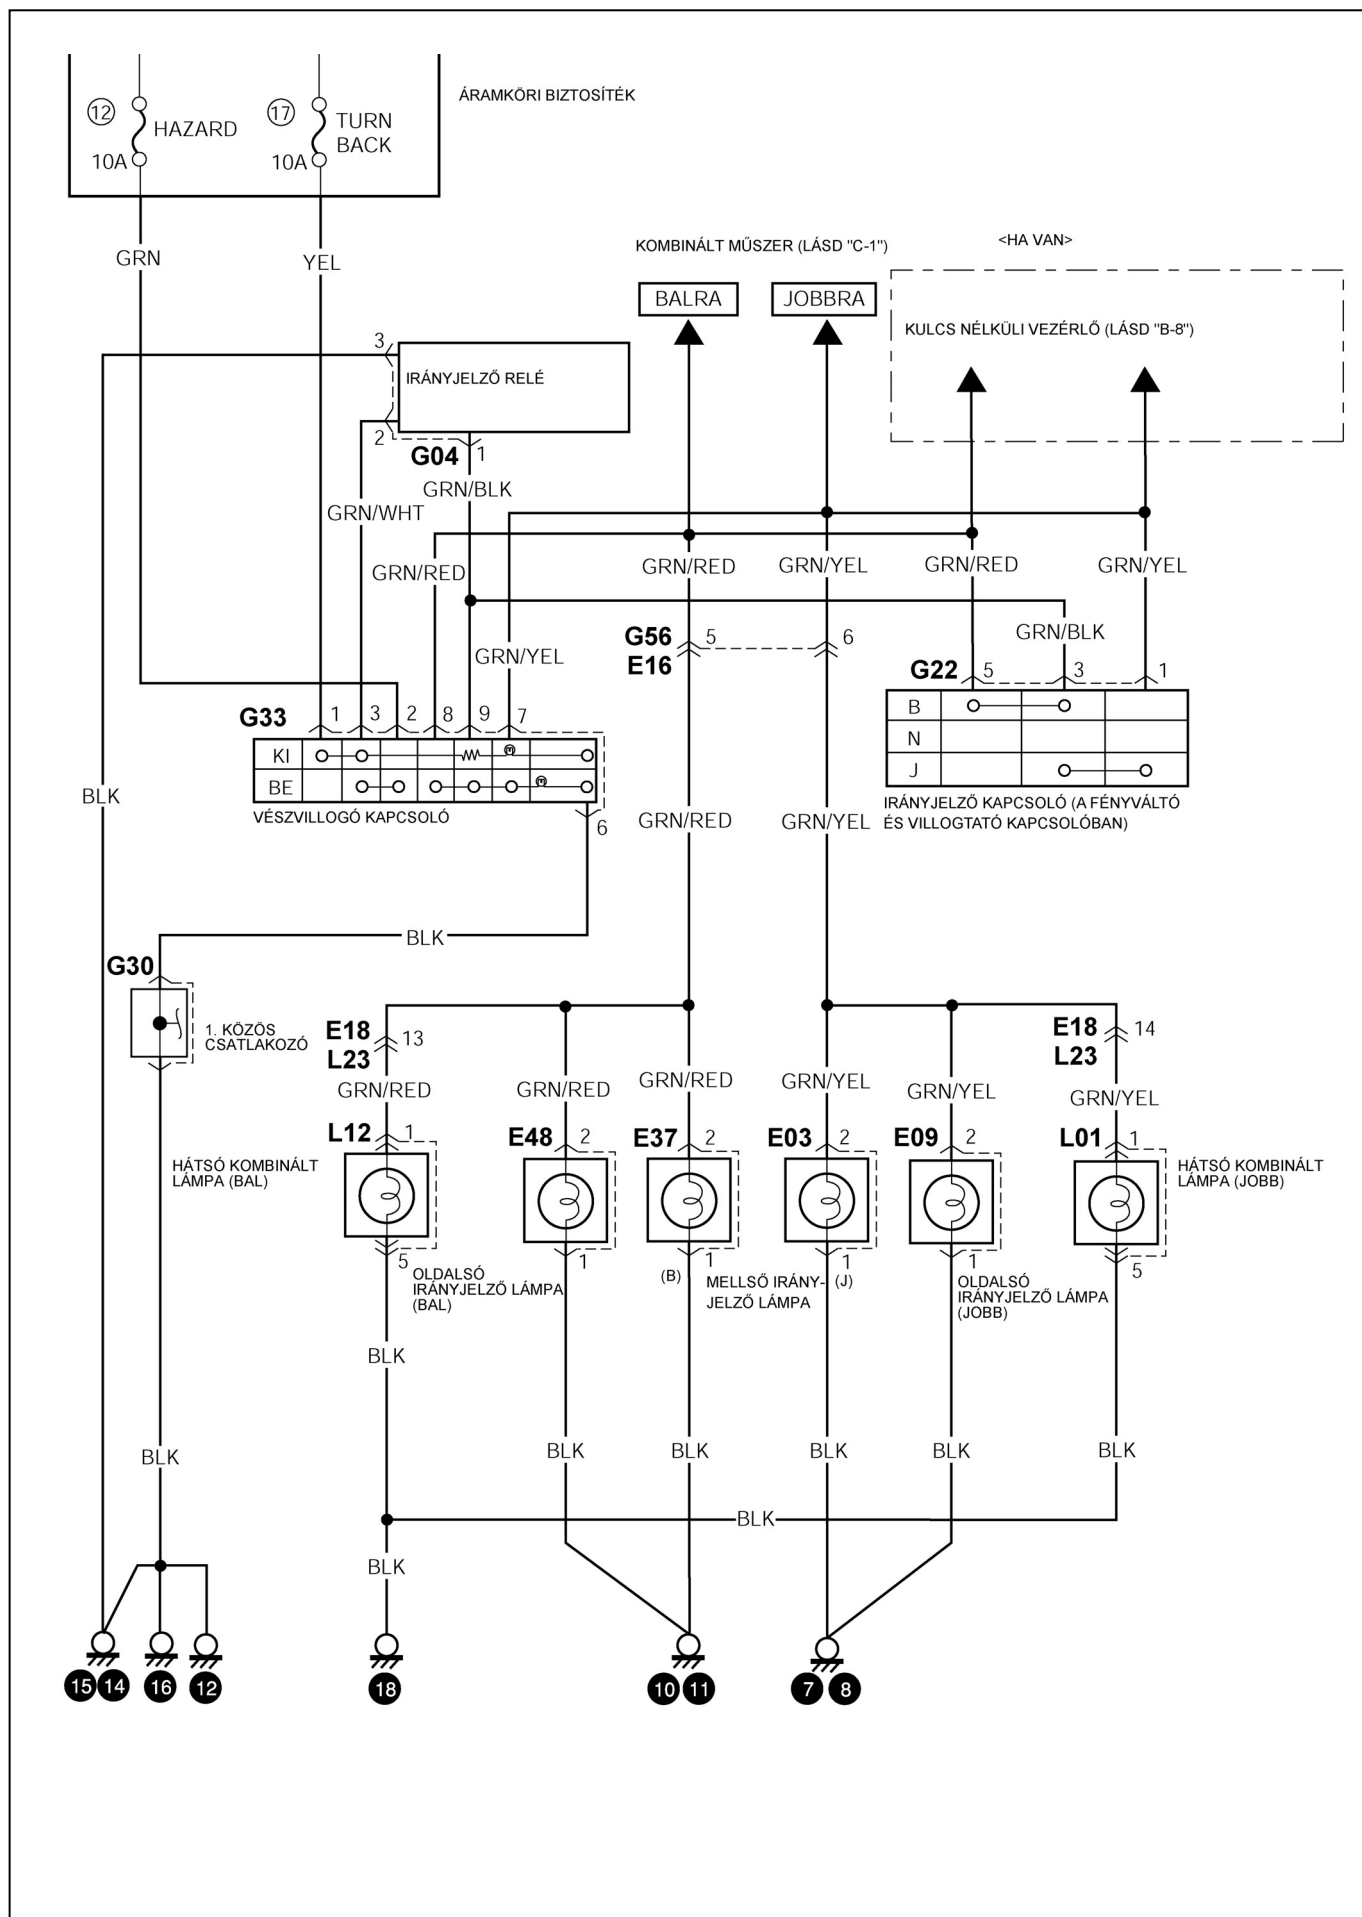 ÁRAMKÖRI BIZTOSÍTÉK
12
HAZARD
10A
17
TURN
BACK
10A
GRN
YEL
KOMBINÁLT MŰSZER (LÁSD "C-1")
<HA VAN>
BALRA
JOBBRA
KULCS NÉLKÜLI VEZÉRLŐ (LÁSD "B-8")
3
IRÁNYJELZŐ RELÉ
2
G04
1
GRN/BLK
GRN/WHT
GRN/RED
GRN/RED
GRN/YEL
GRN/RED
GRN/YEL
GRN/BLK
GRN/YEL
G56
5
6
E16
G22
5
3
1
B
N
J
IRÁNYJELZŐ KAPCSOLÓ (A FÉNYVÁLTÓ
ÉS VILLOGTATÓ KAPCSOLÓBAN)
G33
1
3
2
8
9
7
KI
BE
VÉSZVILLOGÓ KAPCSOLÓ
6
BLK
GRN/RED
GRN/YEL
BLK
G30
1. KÖZÖS
CSATLAKOZÓ
E18
13
L23
GRN/RED
GRN/RED
GRN/RED
GRN/YEL
GRN/YEL
E18
14
L23
GRN/YEL
L12
1
E48
2
E37
2
E03
2
E09
2
L01
1
HÁTSÓ KOMBINÁLT
LÁMPA (BAL)
HÁTSÓ KOMBINÁLT
LÁMPA (JOBB)
5
1
1
1
1
5
OLDALSÓ
IRÁNYJELZŐ LÁMPA
(BAL)
(B)
MELLSŐ IRÁNY-
JELZŐ LÁMPA
(J)
OLDALSÓ
IRÁNYJELZŐ LÁMPA
(JOBB)
BLK
BLK
BLK
BLK
BLK
BLK
BLK
BLK
BLK
15
14
16
12
18
10
11
7
8